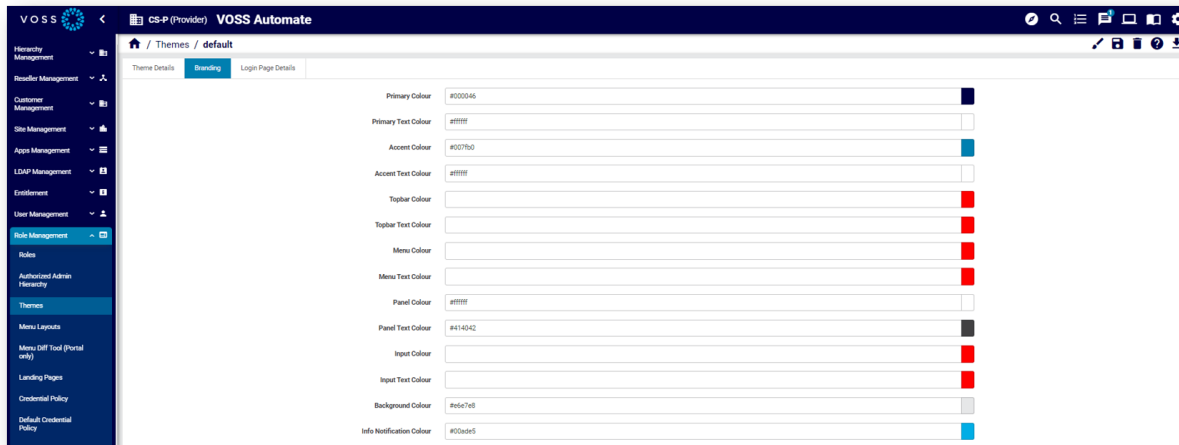 VOSS
CS-P (Provider) VOSS Automate
1
/ Themes / default
Hierarchy
Management
Reseller Management
Customer
Management
Site Management
Apps Management
LDAP Management
Entitlement
User Management
Role Management
Roles
Authorized Admin
Hierarchy
Themes
Menu Layouts
Menu Diff Tool (Portal
only)
Landing Pages
Credential Policy
Default Credential
Policy
Theme Details Branding Login Page Details
Primary Colour #000046
Primary Text Colour #ffffff
Accent Colour #007fb0
Accent Text Colour #ffffff
Topbar Colour
Topbar Text Colour
Menu Colour
Menu Text Colour
Panel Colour #ffffff
Panel Text Colour #414042
Input Colour
Input Text Colour
Background Colour #e6e7e8
Info Notification Colour #00ade5